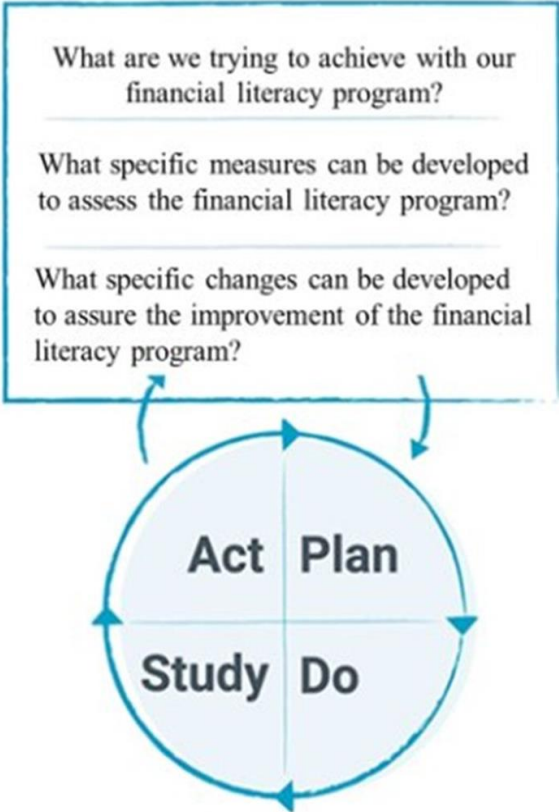 What are we trying to achieve with our
financial literacy program?
What specific measures can be developed
to assess the financial literacy program?
What specific changes can be developed
to assure the improvement of the financial
literacy program?
Act Plan
Study Do